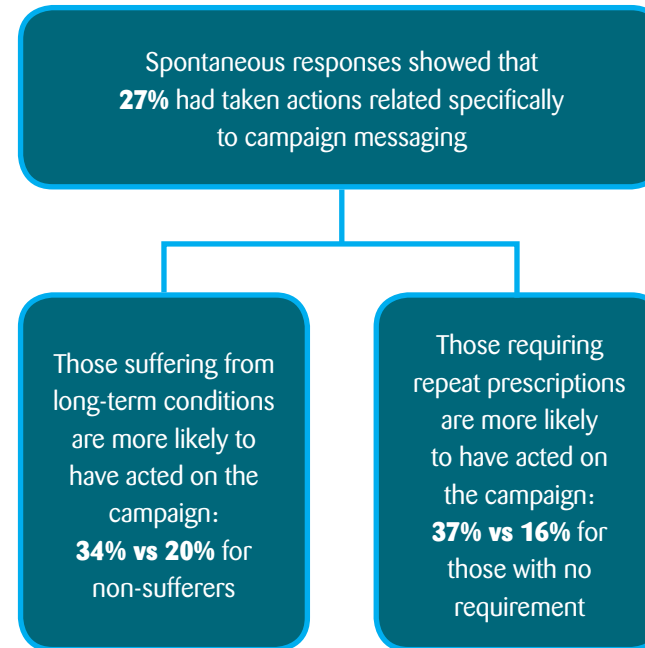 Spontaneous responses showed that
27% had taken actions related specifically
to campaign messaging
Those suffering from
long-term conditions
are more likely to
have acted on the
campaign:
34% vs 20% for
non-sufferers
Those requiring
repeat prescriptions
are more likely
to have acted on
the campaign:
37% vs 16% for
those with no
requirement